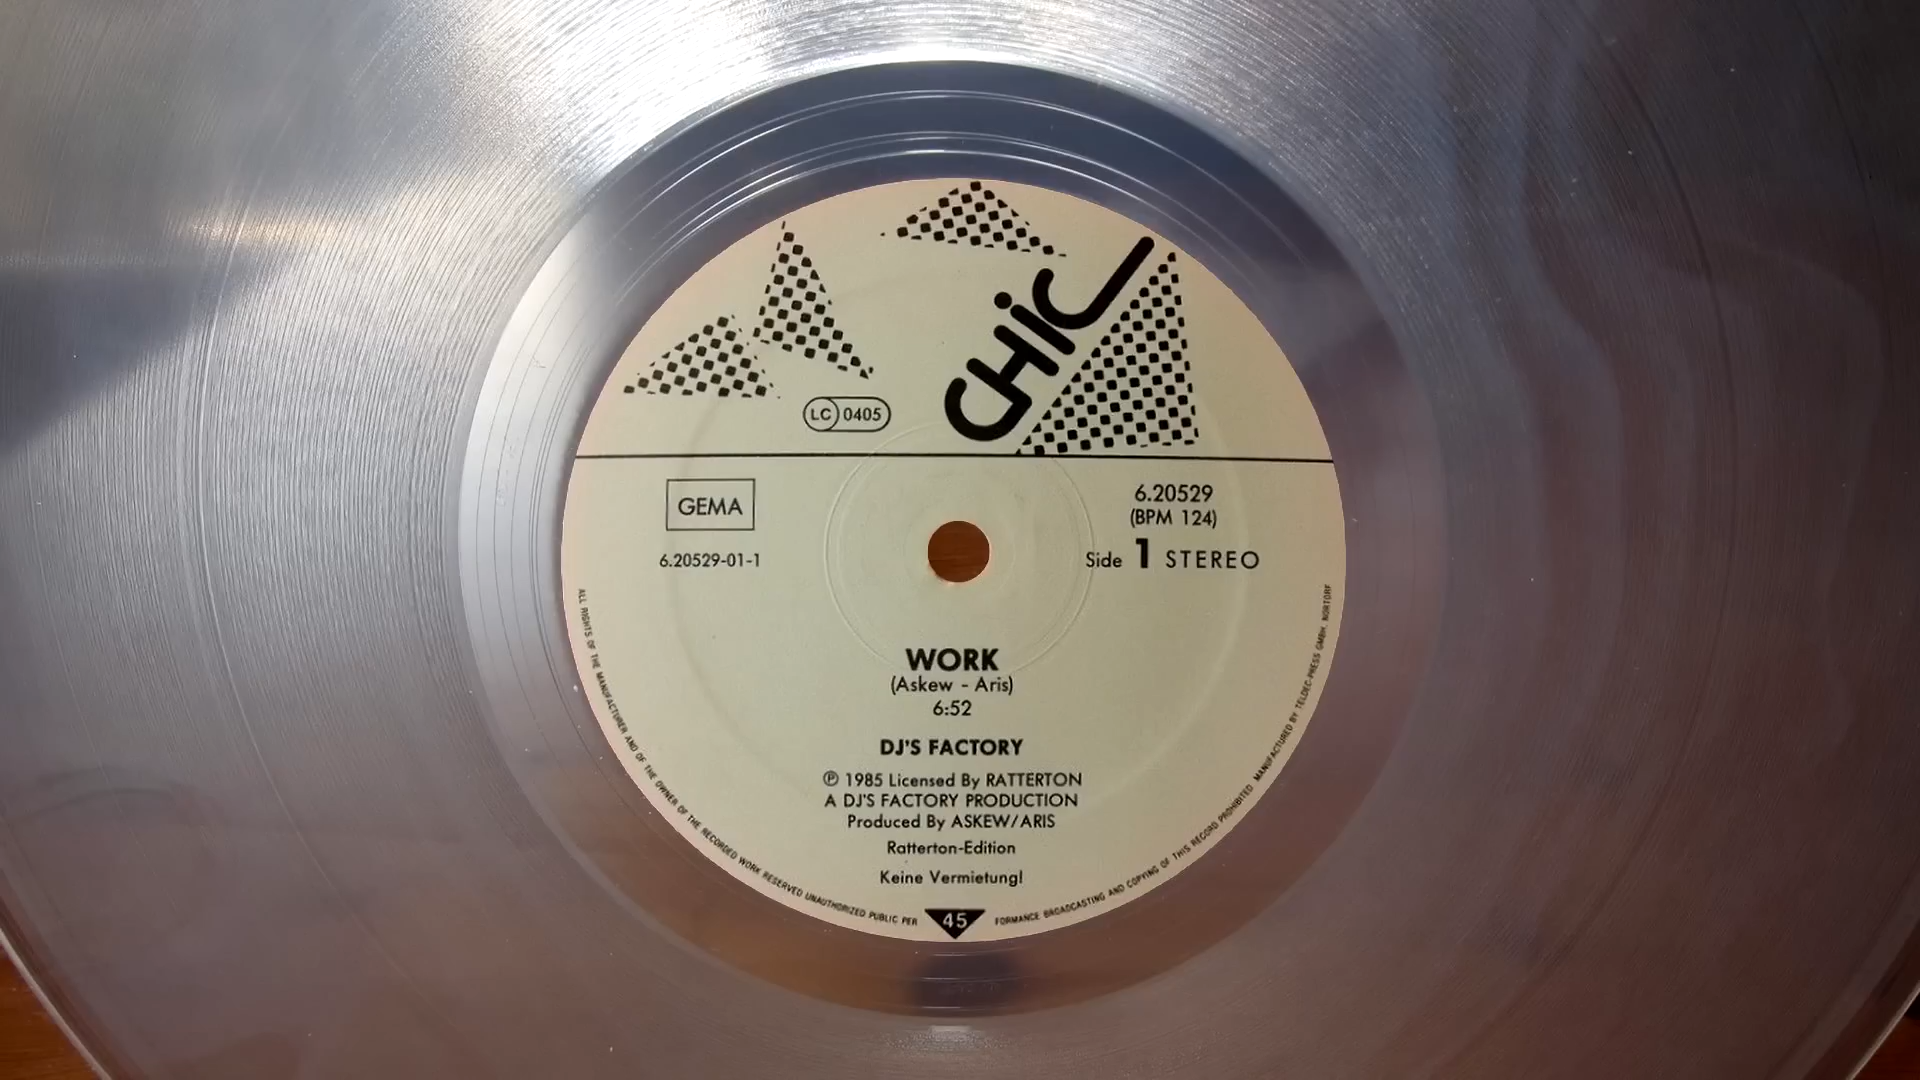 CHIC
LC 0405
GEMA
6.20529-01-1
6.20529
(BPM 124)
Side 1 STEREO
WORK
(Askew - Aris)
6:52
DJ'S FACTORY
Ⓟ 1985 Licensed By RATTERTON
A DJ'S FACTORY PRODUCTION
Produced By ASKEW/ARIS
Ratterton-Edition
Keine Vermietung!
ALL RIGHTS OF THE MANUFACTURER AND OF THE OWNER OF THE RECORDED WORK RESERVED UNAUTHORIZED PUBLIC PER
45
FORMANCE BROADCASTING AND COPYING OF THIS RECORD PROHIBITED. MANUFACTURED BY TELDEC-PRESS GMBH. NORTORF